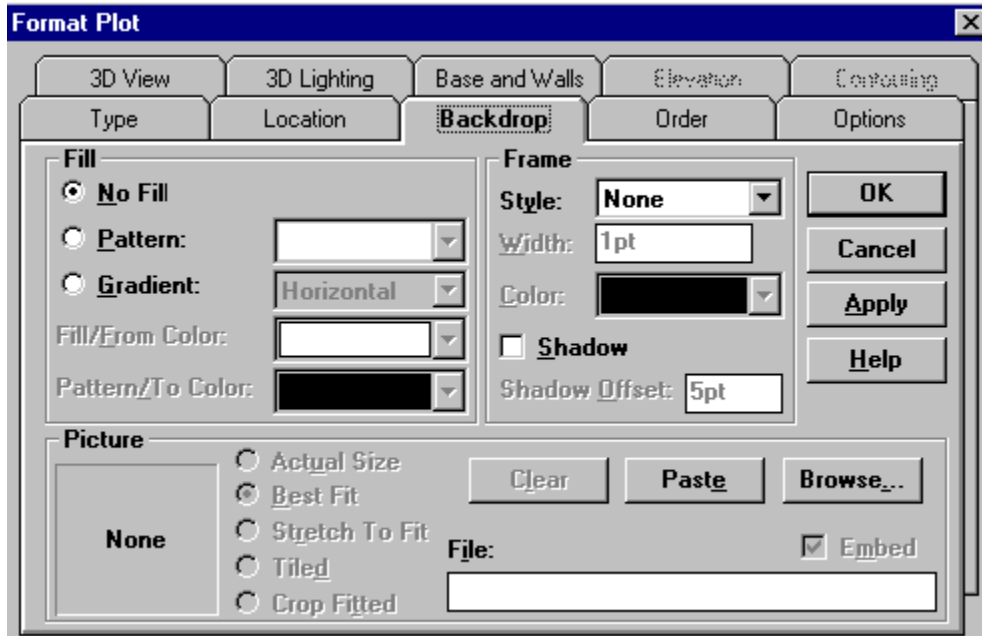 Format Plot
3D View 3D Lighting Base and Walls Elevation Contouring
Type Location Backdrop Order Options
Fill
No Fill
Pattern:
Gradient: Horizontal
Fill/From Color:
Pattern/To Color:
Frame
Style: None
Width: 1pt
Color:
Shadow
Shadow Offset: 5pt
OK
Cancel
Apply
Help
Picture
None
Actual Size
Best Fit
Stretch To Fit
Tiled
Crop Fitted
Clear Paste Browse...
File: Embed